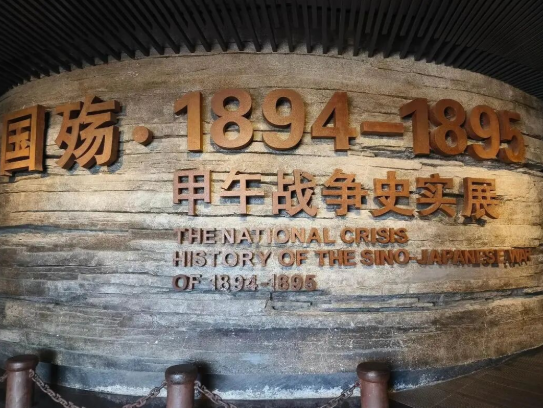 国殇·1894-1895
甲午战争史实展
THE NATIONAL CRISIS
HISTORY OF THE SINO-JAPANESE WAR
OF 1894-1895